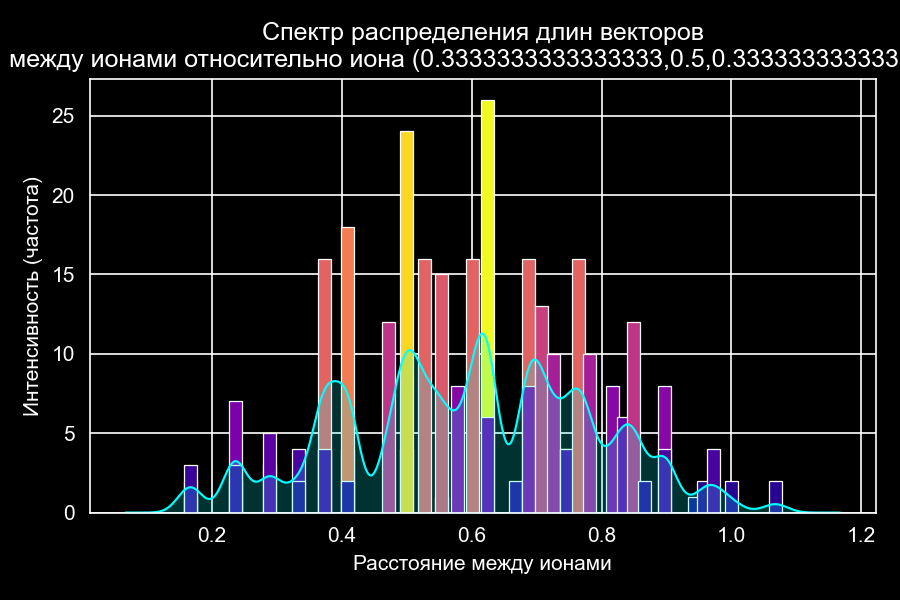 Спектр распределения длин векторов
между ионами относительно иона (0.3333333333333333,0.5,0.333333333333
25
20
15
10
5
0
Интенсивность (частота)
0.2 0.4 0.6 0.8 1.0 1.2
Расстояние между ионами